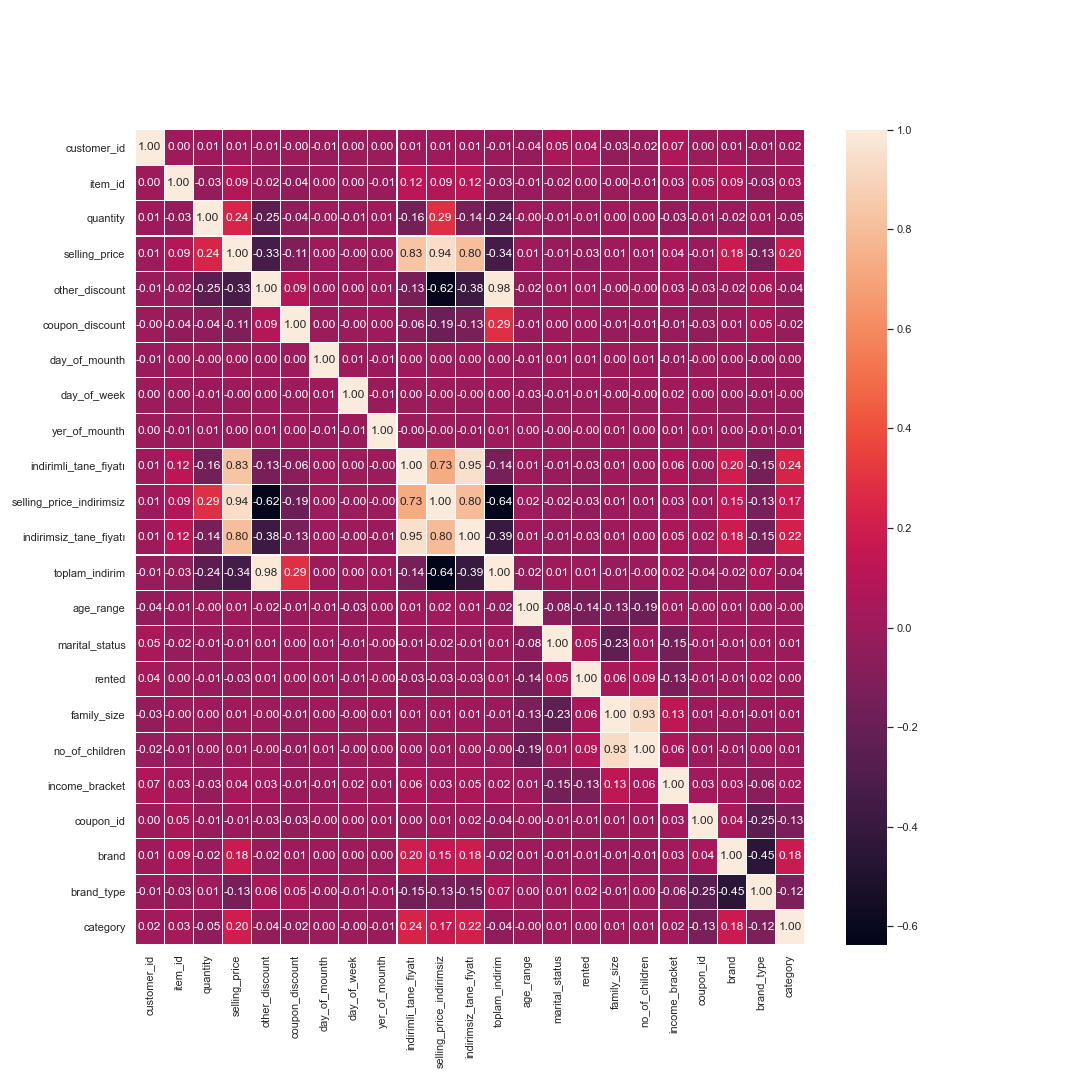 customer_id 1.00 0.00 0.01 0.01 -0.01 -0.00 -0.01 0.00 0.00 0.01 0.01 0.01 -0.01 -0.04 0.05 0.04 -0.03 -0.02 0.07 0.00 0.01 -0.01 0.02
item_id 0.00 1.00 -0.03 0.09 -0.02 -0.04 0.00 0.00 -0.01 0.12 0.09 0.12 -0.03 -0.01 -0.02 0.00 -0.00 -0.01 0.03 0.05 0.09 -0.03 0.03
quantity 0.01 -0.03 1.00 0.24 -0.25 -0.04 -0.00 -0.01 0.01 -0.16 0.29 -0.14 -0.24 -0.00 -0.01 -0.01 0.00 0.00 -0.03 -0.01 -0.02 0.01 -0.05
selling_price 0.01 0.09 0.24 1.00 -0.33 -0.11 0.00 -0.00 0.00 0.83 0.94 0.80 -0.34 0.01 -0.01 -0.03 0.01 0.01 0.04 -0.01 0.18 -0.13 0.20
other_discount -0.01 -0.02 -0.25 -0.33 1.00 0.09 0.00 0.00 0.01 -0.13 -0.62 -0.38 0.98 -0.02 0.01 0.01 -0.00 -0.00 0.03 -0.03 -0.02 0.06 -0.04
coupon_discount -0.00 -0.04 -0.04 -0.11 0.09 1.00 0.00 -0.00 0.00 -0.06 -0.19 -0.13 0.29 -0.01 0.00 0.00 -0.01 -0.01 -0.01 -0.03 0.01 0.05 -0.02
day_of_mounth -0.01 0.00 -0.00 0.00 0.00 0.00 1.00 0.01 -0.01 0.00 0.00 0.00 0.00 -0.01 0.01 0.01 0.00 0.01 -0.01 -0.00 0.00 -0.00 0.00
day_of_week 0.00 0.00 -0.01 -0.00 0.00 -0.00 0.01 1.00 -0.01 0.00 -0.00 0.00 0.00 -0.03 -0.01 -0.01 -0.00 -0.00 0.02 0.00 0.00 -0.01 0.00
yer_of_mounth 0.00 -0.01 0.01 0.00 0.01 0.00 -0.01 -0.01 1.00 -0.00 -0.00 -0.01 0.01 -0.00 -0.00 -0.00 0.01 0.01 0.01 0.00 0.00 -0.01 -0.01
indirimli_tane_fiyatı 0.01 0.12 -0.16 0.83 -0.13 -0.06 0.00 0.00 -0.00 1.00 0.73 0.95 -0.14 0.01 -0.01 -0.03 0.01 0.00 0.06 0.00 0.20 -0.15 0.24
selling_price_indirimsiz 0.01 0.09 0.29 0.94 -0.62 -0.19 0.00 -0.00 -0.00 0.73 1.00 0.80 -0.64 0.02 -0.02 -0.03 0.01 0.01 0.03 0.01 0.15 -0.13 0.17
indirimsiz_tane_fiyatı 0.01 0.12 -0.14 0.80 -0.38 -0.13 0.00 0.00 -0.01 0.95 0.80 1.00 -0.39 0.01 -0.01 -0.03 0.01 0.00 0.05 0.02 0.18 -0.15 0.22
toplam_indirim -0.01 -0.03 -0.24 -0.34 0.98 0.29 0.00 0.00 0.01 -0.14 -0.64 -0.39 1.00 -0.02 0.01 0.01 -0.01 -0.00 0.02 -0.04 -0.02 0.07 -0.04
age_range -0.04 -0.01 -0.00 0.01 -0.02 -0.01 -0.01 -0.03 -0.00 0.01 0.02 0.01 -0.02 1.00 -0.08 -0.14 -0.13 -0.19 0.01 -0.00 0.01 0.00 -0.00
marital_status 0.05 -0.02 -0.01 -0.01 0.01 0.00 0.01 -0.01 -0.00 -0.01 -0.02 -0.01 0.01 -0.08 1.00 0.05 -0.23 0.01 -0.15 -0.01 -0.01 0.01 0.01
rented 0.04 0.00 -0.01 -0.03 0.01 0.00 0.01 -0.01 -0.00 -0.03 -0.03 -0.03 0.01 -0.14 0.05 1.00 0.06 0.09 -0.13 -0.01 -0.01 0.02 0.00
family_size -0.03 -0.00 0.00 0.01 -0.00 -0.01 0.00 -0.00 0.01 0.01 0.01 0.01 -0.01 -0.13 -0.23 0.06 1.00 0.93 0.13 0.01 -0.01 -0.01 0.01
no_of_children -0.02 -0.01 0.00 0.01 -0.00 -0.01 0.01 -0.00 0.01 0.00 0.01 0.00 -0.00 -0.19 0.01 0.09 0.93 1.00 0.06 0.01 -0.01 0.00 0.01
income_bracket 0.07 0.03 -0.03 0.04 0.03 -0.01 -0.01 0.02 0.01 0.06 0.03 0.05 0.02 0.01 -0.15 -0.13 0.13 0.06 1.00 0.03 0.03 -0.06 0.02
coupon_id 0.00 0.05 -0.01 -0.01 -0.03 -0.03 -0.00 0.00 0.01 0.00 0.01 0.02 -0.04 -0.00 -0.01 -0.01 0.01 0.01 0.03 1.00 0.04 -0.25 -0.13
brand 0.01 0.09 -0.02 0.18 -0.02 0.01 0.00 0.00 0.00 0.20 0.15 0.18 -0.02 0.01 -0.01 -0.01 -0.01 -0.01 0.03 0.04 1.00 -0.45 0.18
brand_type -0.01 -0.03 0.01 -0.13 0.06 0.05 -0.00 -0.01 -0.01 -0.15 -0.13 -0.15 0.07 0.00 0.01 0.02 -0.01 0.00 -0.06 -0.25 -0.45 1.00 -0.12
category 0.02 0.03 -0.05 0.20 -0.04 -0.02 0.00 0.00 -0.01 0.24 0.17 0.22 -0.04 -0.00 0.01 0.00 0.01 0.01 0.02 -0.13 0.18 -0.12 1.00
customer_id
item_id
quantity
selling_price
other_discount
coupon_discount
day_of_mounth
day_of_week
yer_of_mounth
indirimli_tane_fiyatı
selling_price_indirimsiz
indirimsiz_tane_fiyatı
toplam_indirim
age_range
marital_status
rented
family_size
no_of_children
income_bracket
coupon_id
brand
brand_type
category
1.0
0.8
0.6
0.4
0.2
0.0
−0.2
−0.4
−0.6